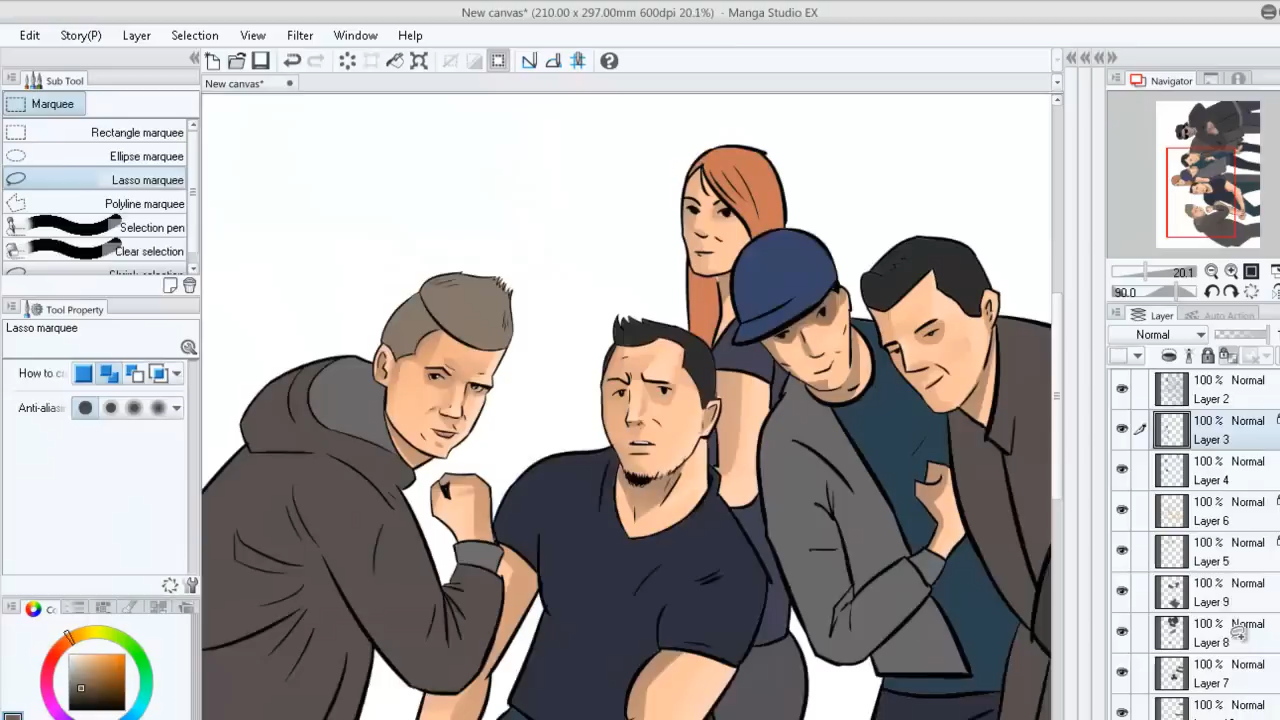 New canvas* (210.00 x 297.00mm 600dpi 20.1%) - Manga Studio EX
Edit Story(P) Layer Selection View Filter Window Help
Sub Tool
New canvas*
Navigator
Marquee
Rectangle marquee
Ellipse marquee
Lasso marquee
Polyline marquee
Selection pen
Clear selection
20.1
90.0
Tool Property
Layer
Auto Action
Lasso marquee
Normal
How to c
Anti-alias
100 % Normal
Layer 2
100 % Normal
Layer 3
100 % Normal
Layer 4
100 % Normal
Layer 6
100 % Normal
Layer 5
100 % Normal
Layer 9
100 % Normal
Layer 8
100 % Normal
Layer 7
100 % Normal